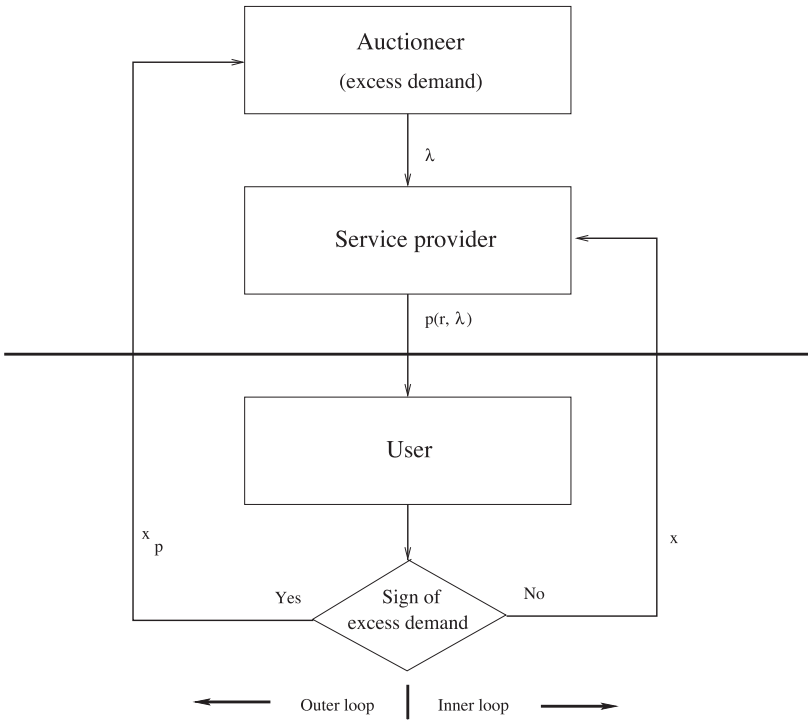 Auctioneer
(excess demand)
λ
Service provider
p(r, λ)
User
x p
x
Yes
No
Sign of
excess demand
Outer loop
Inner loop